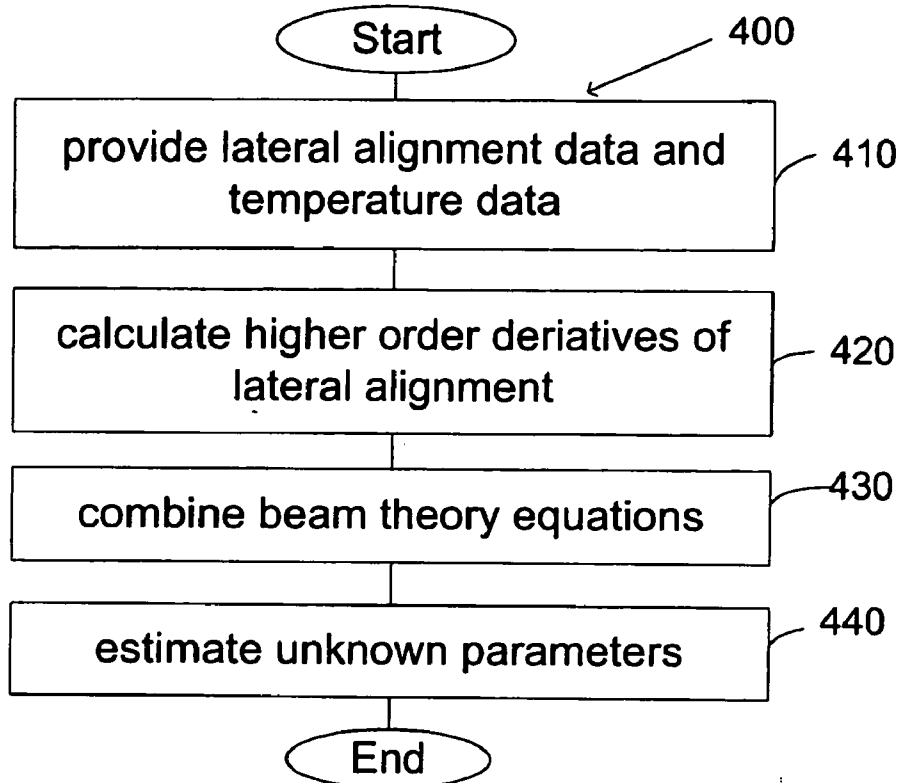 Start
400
provide lateral alignment data and
temperature data
410
calculate higher order deriatives of
lateral alignment
420
combine beam theory equations
430
estimate unknown parameters
440
End